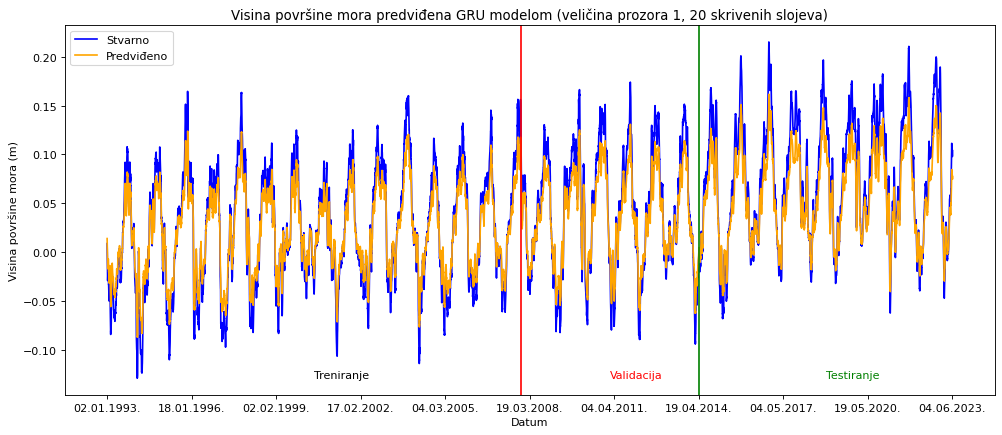 Visina površine mora predviđena GRU modelom (veličina prozora 1, 20 skrivenih slojeva)
Stvarno
Predviđeno
Visina površine mora (m)
0.20
0.15
0.10
0.05
0.00
−0.05
−0.10
Treniranje
Validacija
Testiranje
02.01.1993. 18.01.1996. 02.02.1999. 17.02.2002. 04.03.2005. 19.03.2008. 04.04.2011. 19.04.2014. 04.05.2017. 19.05.2020. 04.06.2023.
Datum